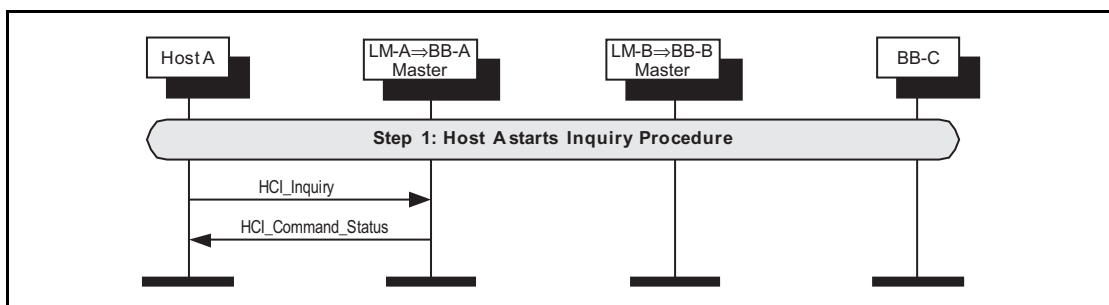 Host A
LM-A⇒BB-A
Master
LM-B⇒BB-B
Master
BB-C
Step 1: Host A starts Inquiry Procedure
HCI_Inquiry
HCI_Command_Status